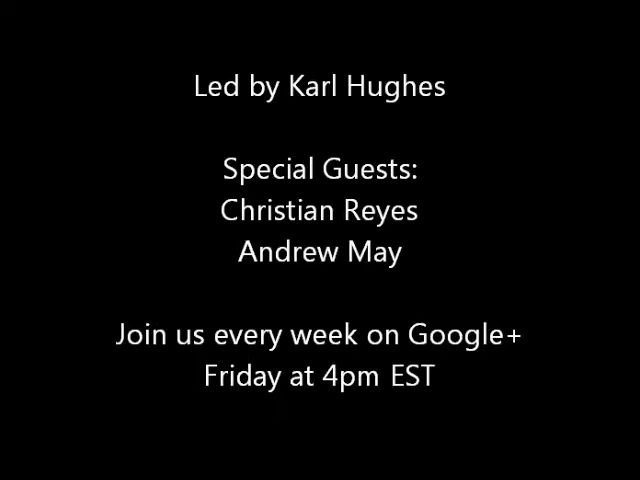 Led by Karl Hughes
Special Guests:
Christian Reyes
Andrew May
Join us every week on Google+
Friday at 4pm EST